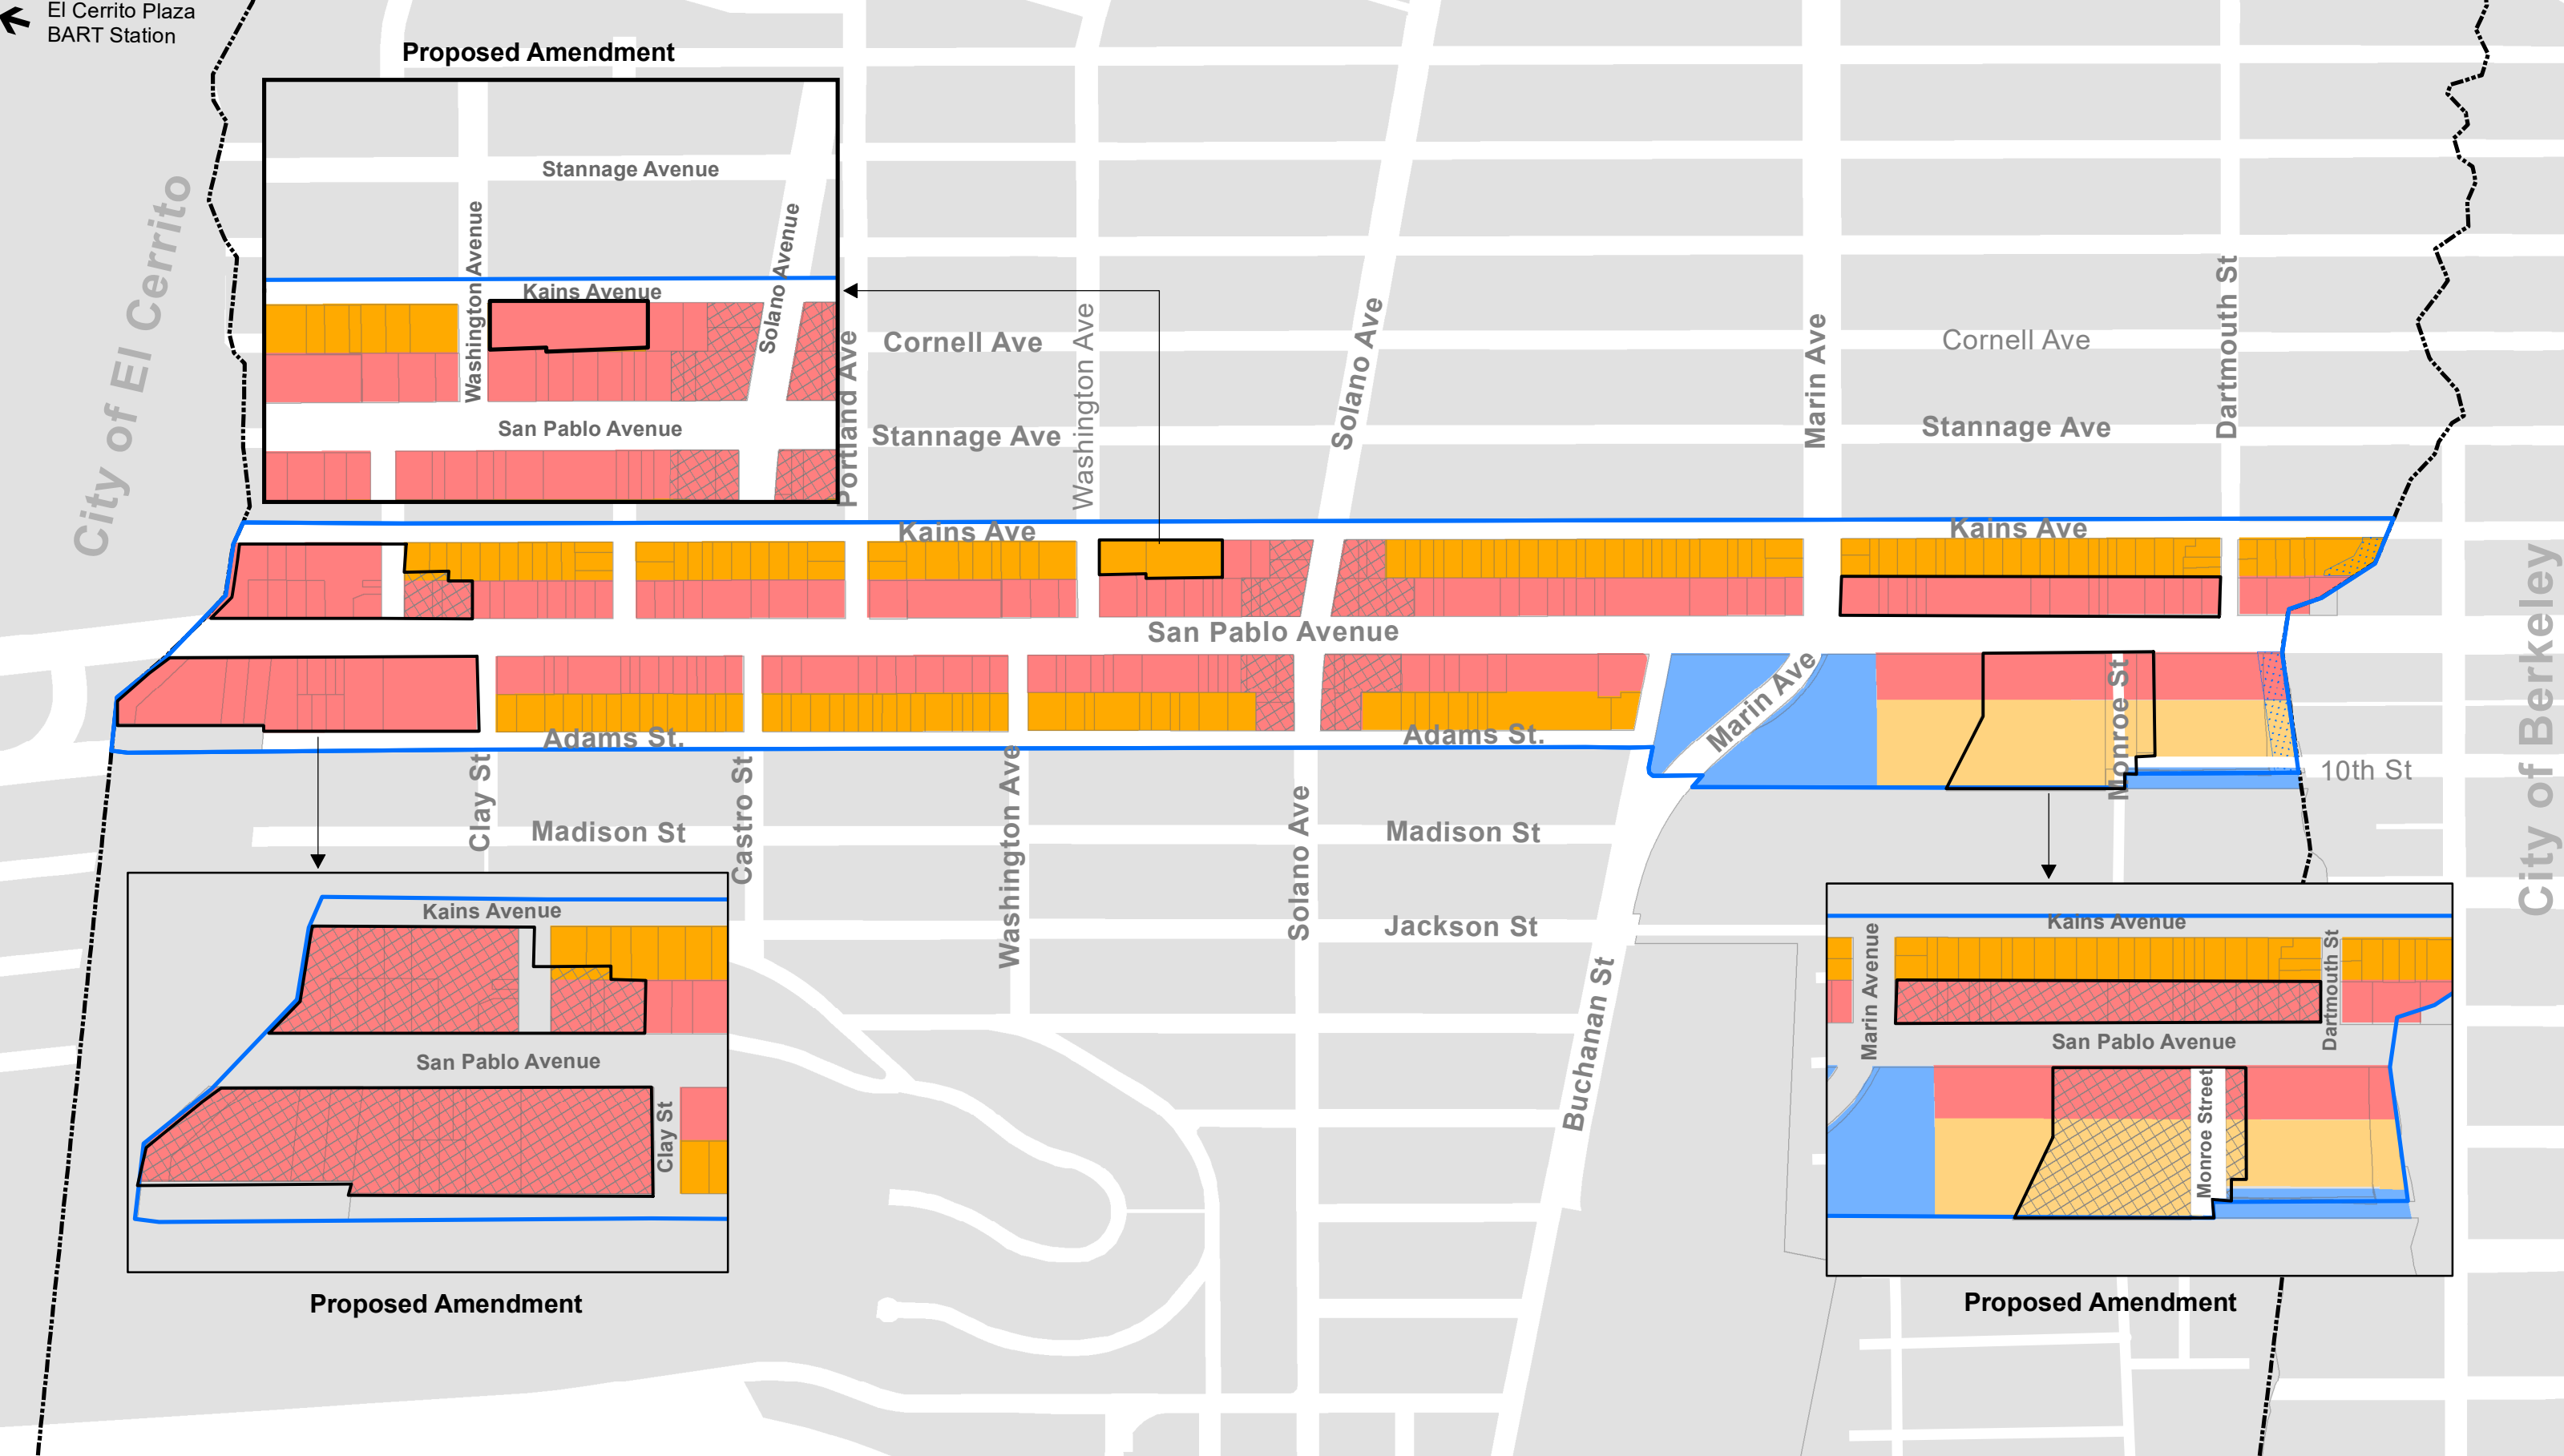 El Cerrito Plaza
BART Station
Proposed Amendment
Stannage Avenue
Washington Avenue
Solano Avenue
Kains Avenue
San Pablo Avenue
City of El Cerrito
Portland Ave
Cornell Ave
Stannage Ave
Washington Ave
Solano Ave
Marin Ave
Cornell Ave
Stannage Ave
Dartmouth St
Kains Ave
Kains Ave
San Pablo Avenue
Marin Ave
Monroe St
10th St
City of Berkeley
Adams St.
Adams St.
Clay St
Castro St
Washington Ave
Solano Ave
Madison St
Madison St
Jackson St
Buchanan St
Kains Avenue
San Pablo Avenue
Clay St
Proposed Amendment
Kains Avenue
Marin Avenue
Dartmouth St
San Pablo Avenue
Monroe Street
Proposed Amendment